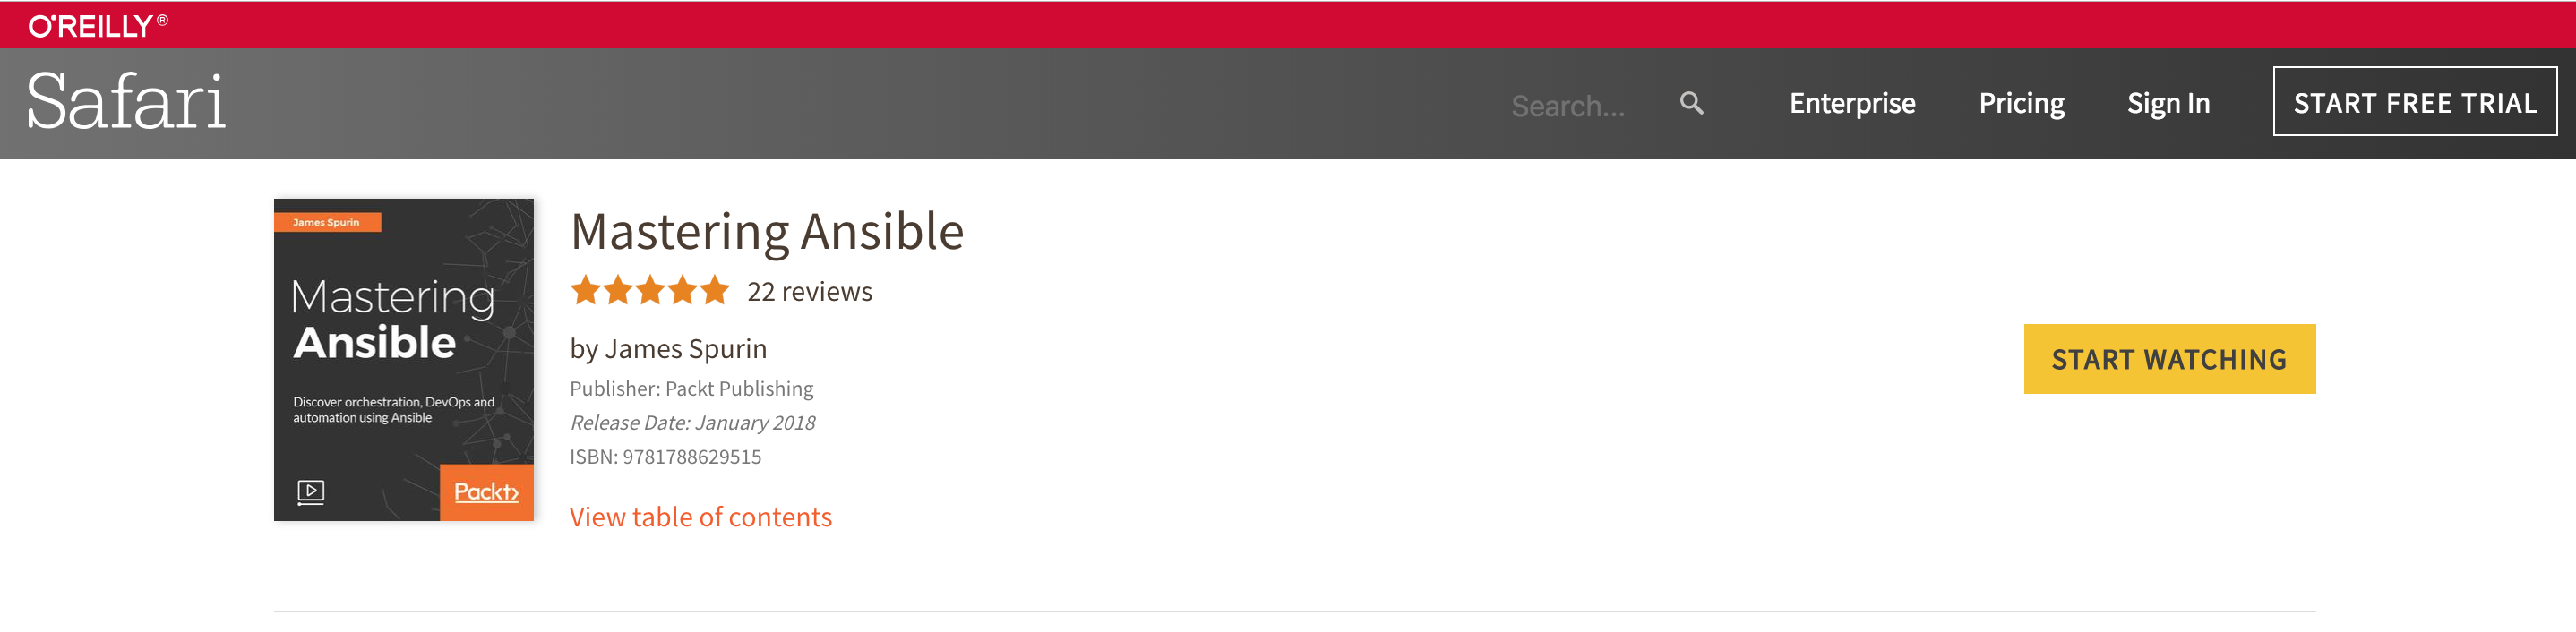 O'REILLY®
Safari
Search...
Enterprise
Pricing
Sign In
START FREE TRIAL
James Spurin
Mastering
Ansible
Discover orchestration, DevOps and
automation using Ansible
Packt>
Mastering Ansible
22 reviews
by James Spurin
Publisher: Packt Publishing
Release Date: January 2018
ISBN: 9781788629515
View table of contents
START WATCHING